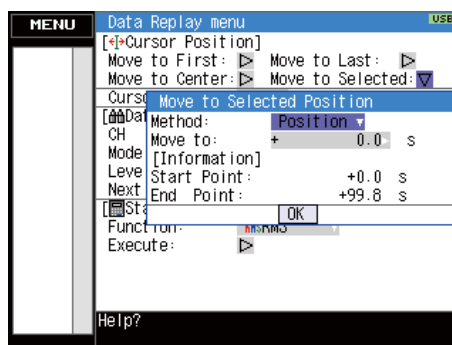 MENU
Data Replay menu
USB
[Cursor Position]
Move to First:
Move to Last:
Move to Center:
Move to Selected:
Curs
Move to Selected Position
[Da
Method: Position
CH
Move to: + 0.0 s
Mode
[Information]
Leve
Start Point: +0.0 s
Next
End Point: +99.8 s
[Sta
OK
Function: RMS
Execute:
Help?